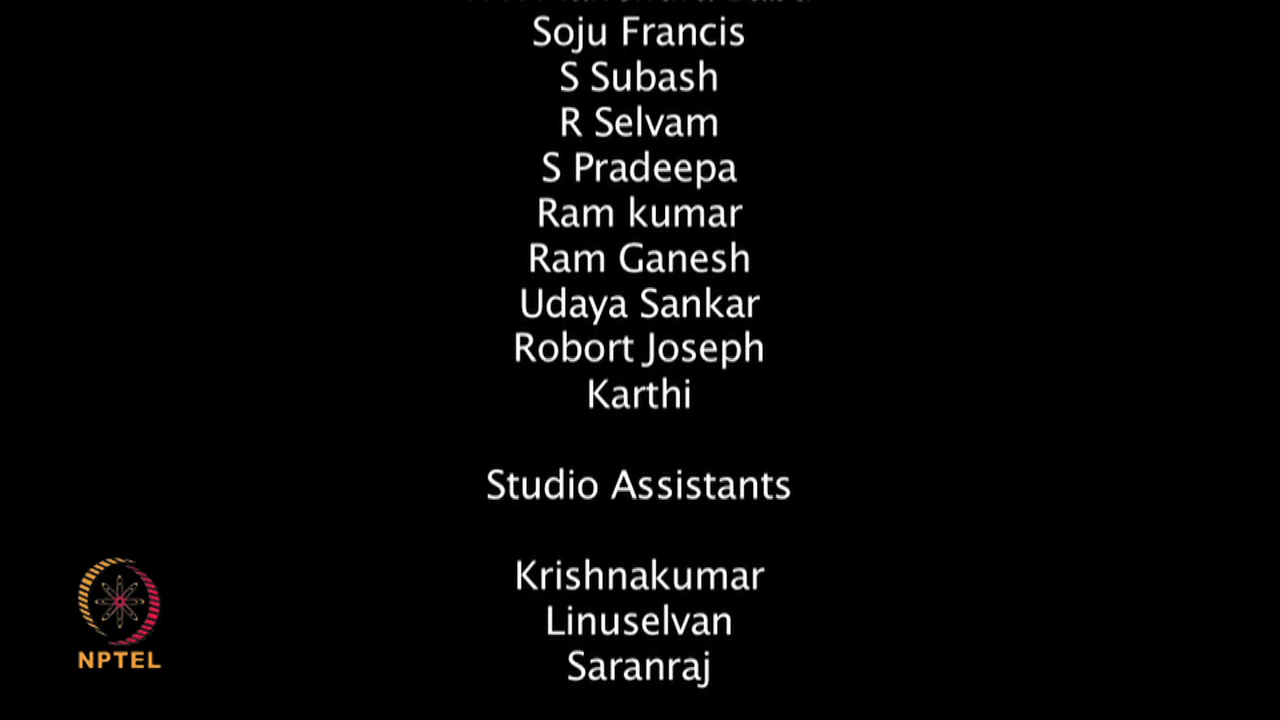 Soju Francis
S Subash
R Selvam
S Pradeepa
Ram kumar
Ram Ganesh
Udaya Sankar
Robort Joseph
Karthi
Studio Assistants
Krishnakumar
Linuselvan
Saranraj
NPTEL